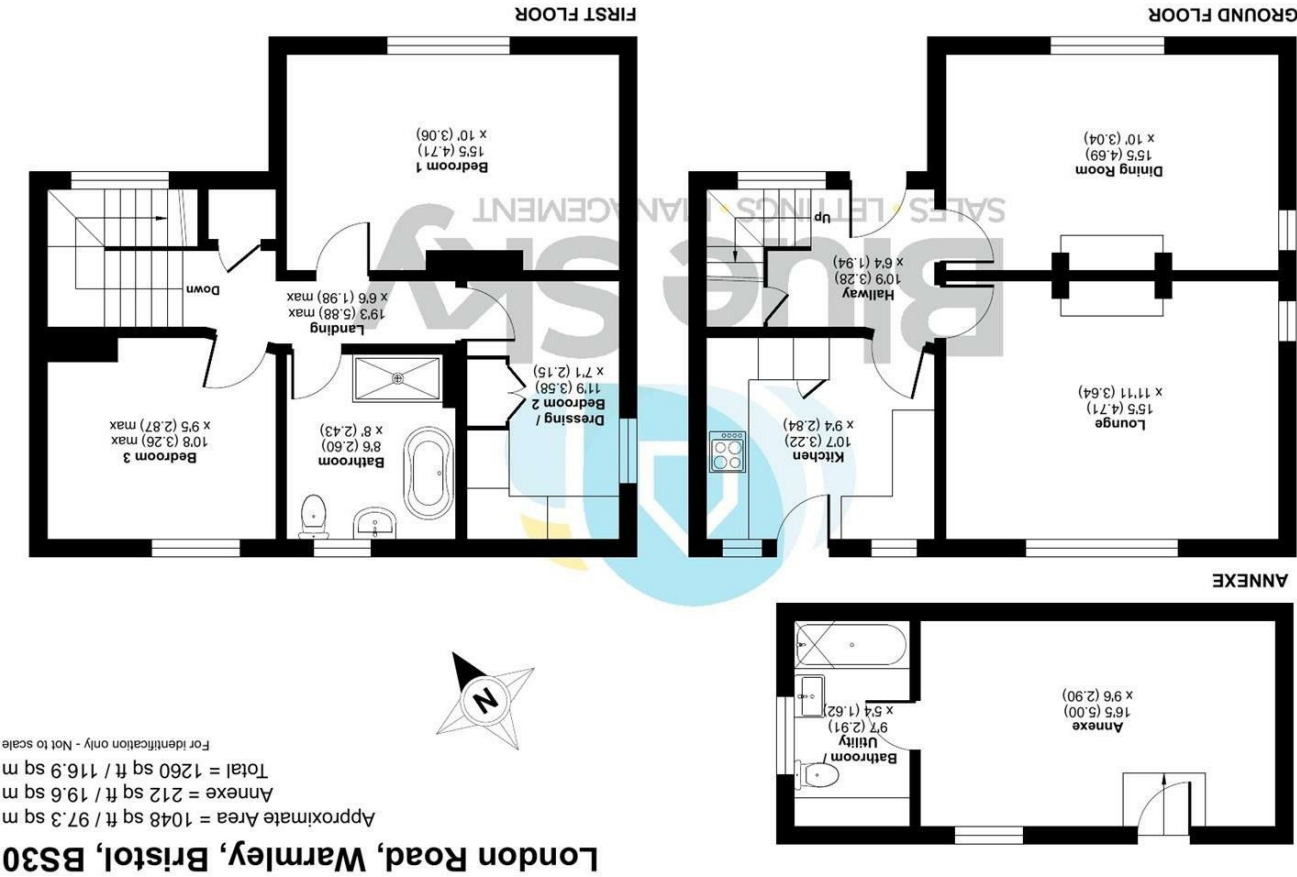 London Road, Warmley, Bristol, BS30
Approximate Area = 1048 sq ft / 97.3 sq m
Annexe = 212 sq ft / 19.6 sq m
Total = 1260 sq ft / 116.9 sq m
For identification only - Not to scale
N
Annexe
16'5 (5.00)
x 9'6 (2.90)
Bathroom /
Utility
9'7 (2.91)
x 5'4 (1.62)
ANNEXE
Bedroom 3
10'8 (3.26) max
x 9'5 (2.87) max
Bathroom
8'6 (2.60)
x 8' (2.43)
Dressing /
Bedroom 2
11'9 (3.58)
x 7'1 (2.15)
Landing
19'3 (5.88) max
x 6'6 (1.98) max
Down
Bedroom 1
15'5 (4.71)
x 10' (3.06)
FIRST FLOOR
Kitchen
10'7 (3.22)
x 9'4 (2.84)
Lounge
15'5 (4.71)
x 11'11 (3.64)
Hallway
10'9 (3.28)
x 6'4 (1.94)
Up
Dining Room
15'5 (4.69)
x 10' (3.04)
GROUND FLOOR
Blue Sky
SALES • LETTINGS • MANAGEMENT